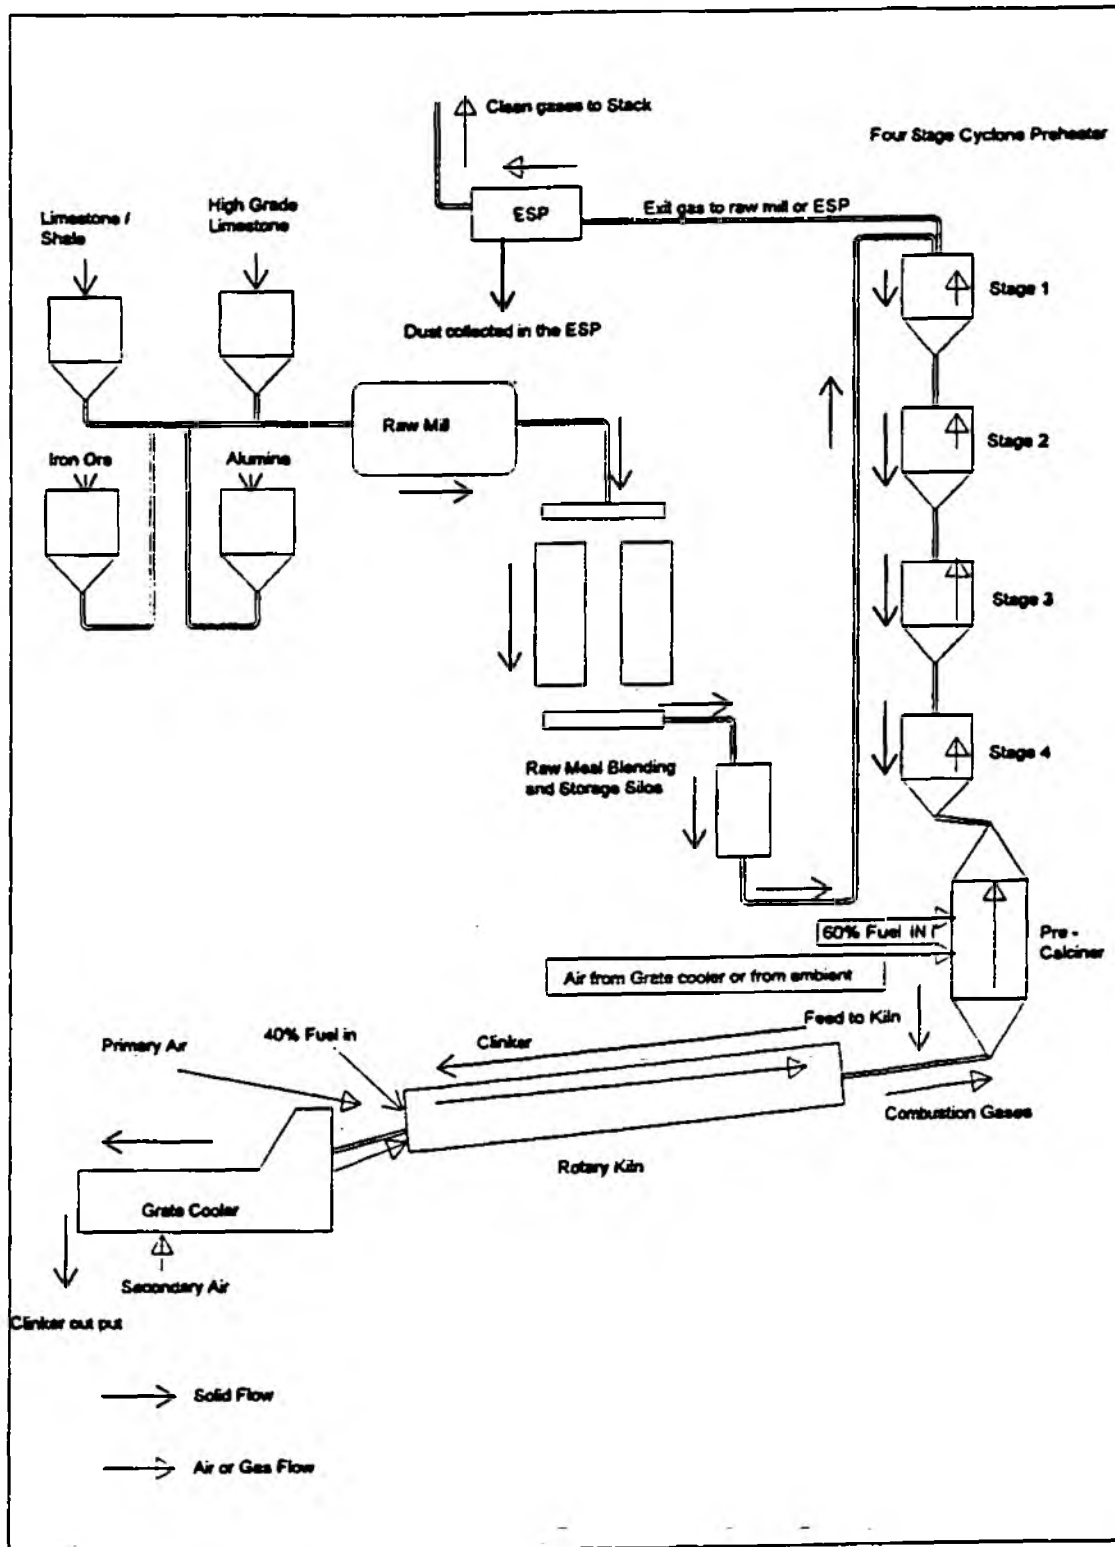 Clean gases to Stack
Four Stage Cyclone Preheater
Limestone /
Shale
High Grade
Limestone
ESP
Exit gas to raw mill or ESP
Stage 1
Dust collected in the ESP
Raw Mill
Stage 2
Iron Ore
Alumina
Stage 3
Stage 4
Raw Meal Blending
and Storage Silos
60% Fuel IN
Pre -
Calciner
Air from Grate cooler or from ambient
Feed to Kiln
40% Fuel in
Primary Air
Clinker
Combustion Gases
Rotary Kiln
Grate Cooler
Secondary Air
Clinker out put
Solid Flow
Air or Gas Flow